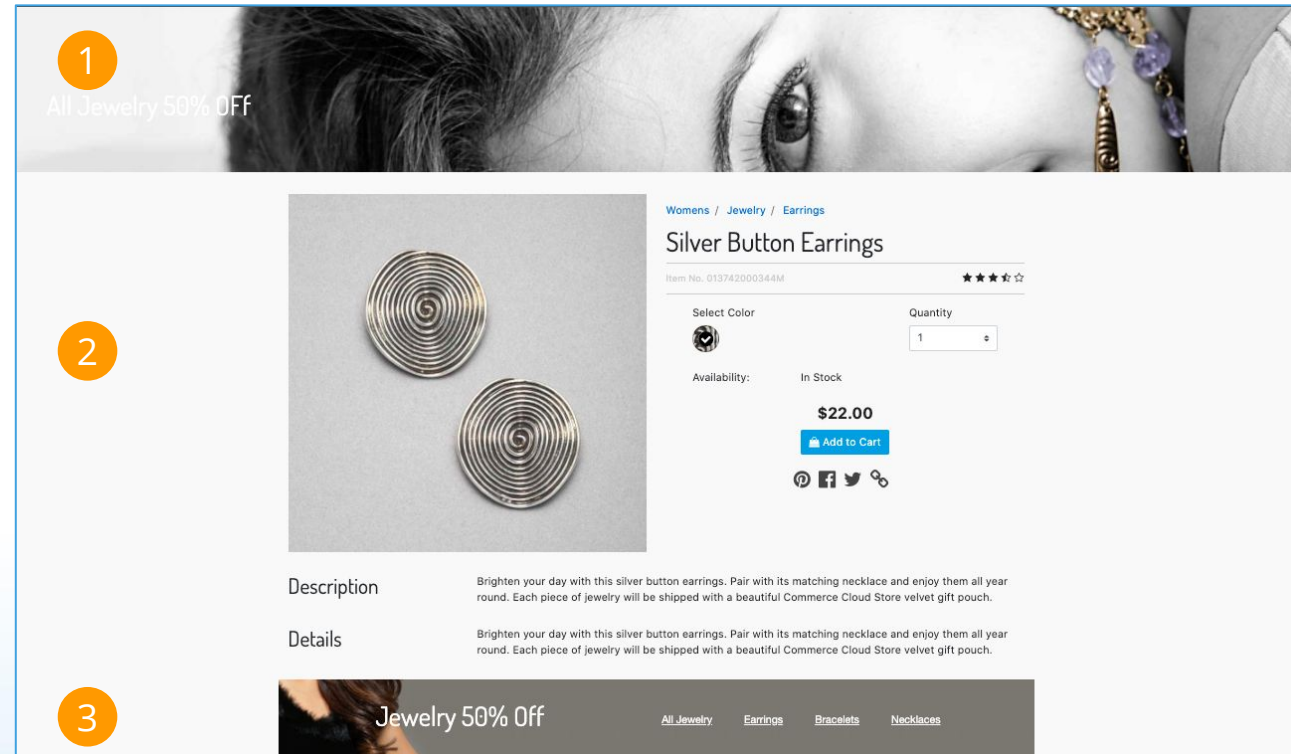 1
All Jewelry 50% OFf
2
Womens / Jewelry / Earrings
Silver Button Earrings
Item No. 013742000344M
Select Color Quantity
1
Availability: In Stock
$22.00
Add to Cart
Description
Brighten your day with this silver button earrings. Pair with its matching necklace and enjoy them all year
round. Each piece of jewelry will be shipped with a beautiful Commerce Cloud Store velvet gift pouch.
Details
Brighten your day with this silver button earrings. Pair with its matching necklace and enjoy them all year
round. Each piece of jewelry will be shipped with a beautiful Commerce Cloud Store velvet gift pouch.
3
Jewelry 50% Off
All Jewelry Earrings Bracelets Necklaces